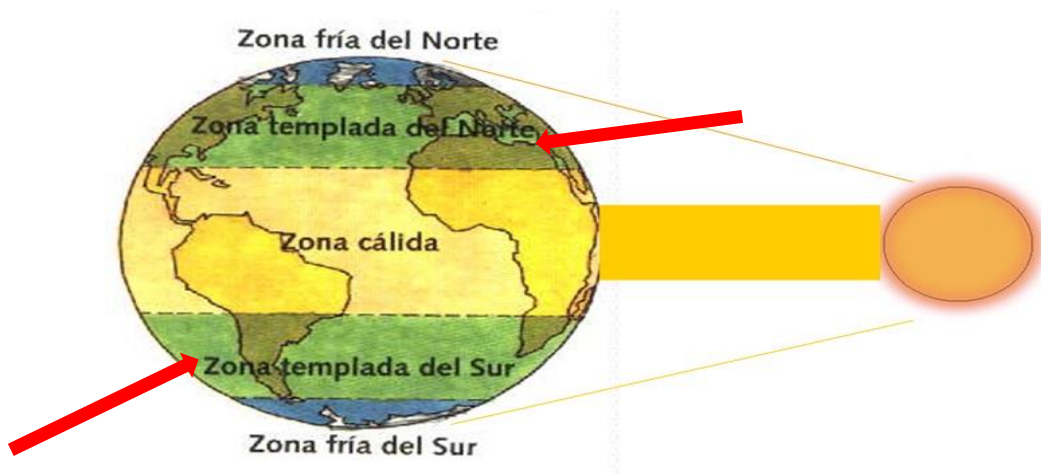 Zona fría del Norte
Zona templada del Norte
Zona cálida
Zona templada del Sur
Zona fría del Sur